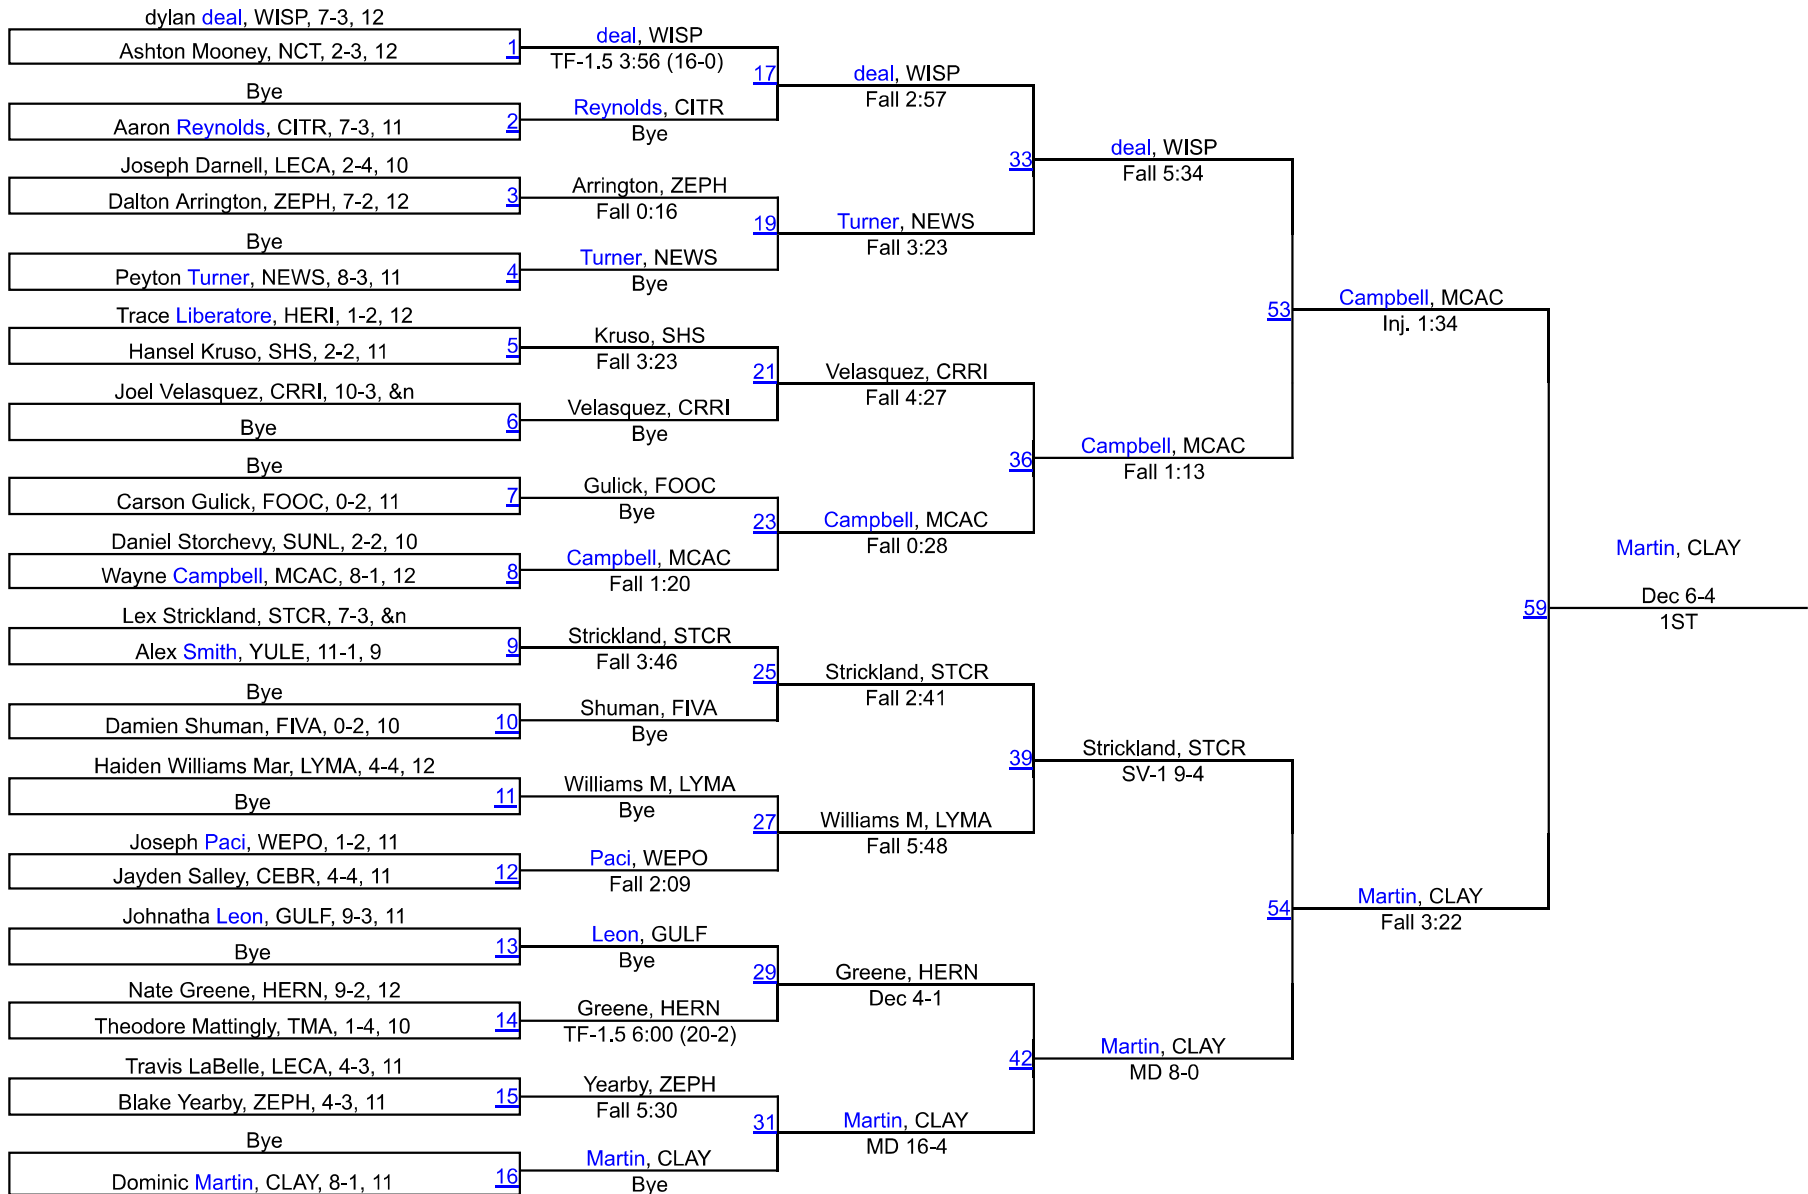 dylan deal, WISP, 7-3, 12
Ashton Mooney, NCT, 2-3, 12
1
Bye
Aaron Reynolds, CITR, 7-3, 11
2
Joseph Darnell, LECA, 2-4, 10
Dalton Arrington, ZEPH, 7-2, 12
3
Bye
Peyton Turner, NEWS, 8-3, 11
4
Trace Liberatore, HERI, 1-2, 12
Hansel Kruso, SHS, 2-2, 11
5
Joel Velasquez, CRRI, 10-3, &n
Bye
6
Bye
Carson Gulick, FOOC, 0-2, 11
7
Daniel Storchevy, SUNL, 2-2, 10
Wayne Campbell, MCAC, 8-1, 12
8
Lex Strickland, STCR, 7-3, &n
Alex Smith, YULE, 11-1, 9
9
Bye
Damien Shuman, FIVA, 0-2, 10
10
Haiden Williams Mar, LYMA, 4-4, 12
Bye
11
Joseph Paci, WEPO, 1-2, 11
Jayden Salley, CEBR, 4-4, 11
12
Johnatha Leon, GULF, 9-3, 11
Bye
13
Nate Greene, HERN, 9-2, 12
Theodore Mattingly, TMA, 1-4, 10
14
Travis LaBelle, LECA, 4-3, 11
Blake Yearby, ZEPH, 4-3, 11
15
Bye
Dominic Martin, CLAY, 8-1, 11
16
deal, WISP
TF-1.5 3:56 (16-0)
17
Reynolds, CITR
Bye
Arrington, ZEPH
Fall 0:16
19
Turner, NEWS
Bye
Kruso, SHS
Fall 3:23
21
Velasquez, CRRI
Bye
Gulick, FOOC
Bye
23
Campbell, MCAC
Fall 1:20
Strickland, STCR
Fall 3:46
25
Shuman, FIVA
Bye
Williams M, LYMA
Bye
27
Paci, WEPO
Fall 2:09
Leon, GULF
Bye
29
Greene, HERN
TF-1.5 6:00 (20-2)
Yearby, ZEPH
Fall 5:30
31
Martin, CLAY
Bye
deal, WISP
Fall 2:57
33
Turner, NEWS
Fall 3:23
Velasquez, CRRI
Fall 4:27
36
Campbell, MCAC
Fall 0:28
Strickland, STCR
Fall 2:41
39
Williams M, LYMA
Fall 5:48
Greene, HERN
Dec 4-1
42
Martin, CLAY
MD 16-4
deal, WISP
Fall 5:34
53
Campbell, MCAC
Fall 1:13
Strickland, STCR
SV-1 9-4
54
Martin, CLAY
MD 8-0
Campbell, MCAC
Inj. 1:34
59
Martin, CLAY
Fall 3:22
Martin, CLAY
Dec 6-4
1ST